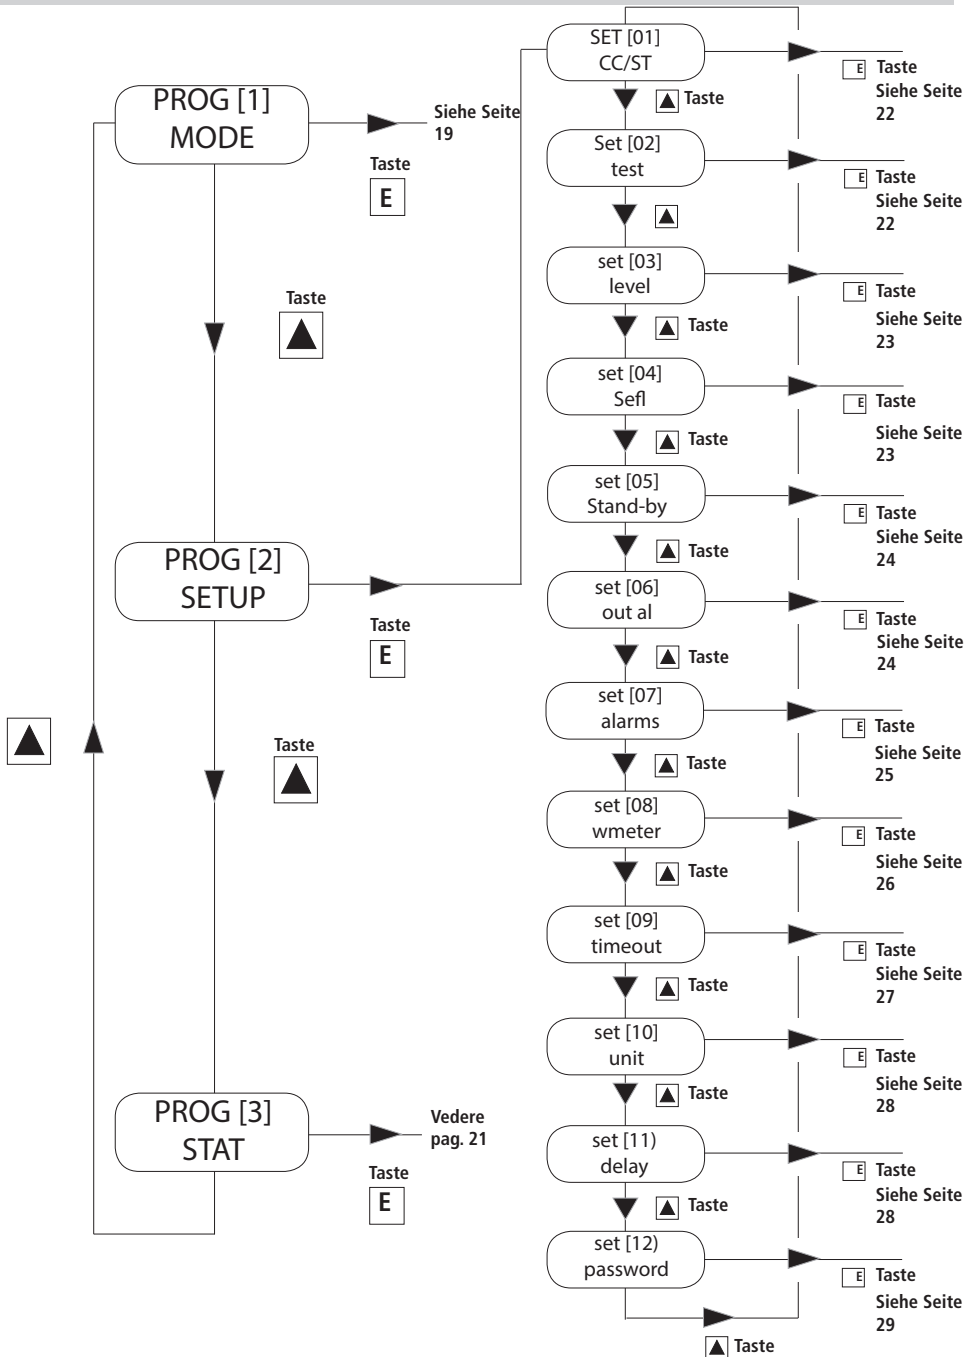 PROG [1]
MODE
Siehe Seite
19
Taste
E
Taste
PROG [2]
SETUP
Taste
E
Taste
PROG [3]
STAT
Vedere
pag. 21
Taste
E
SET [01]
CC/ST
E Taste
Siehe Seite
22
Taste
Set [02]
test
E Taste
Siehe Seite
22
set [03]
level
E Taste
Siehe Seite
23
Taste
set [04]
Sefl
E Taste
Siehe Seite
23
Taste
set [05]
Stand-by
E Taste
Siehe Seite
24
Taste
set [06]
out al
E Taste
Siehe Seite
24
Taste
set [07]
alarms
E Taste
Siehe Seite
25
Taste
set [08]
wmeter
E Taste
Siehe Seite
26
Taste
set [09]
timeout
E Taste
Siehe Seite
27
Taste
set [10]
unit
E Taste
Siehe Seite
28
Taste
set [11)
delay
E Taste
Siehe Seite
28
Taste
set [12)
password
E Taste
Siehe Seite
29
Taste